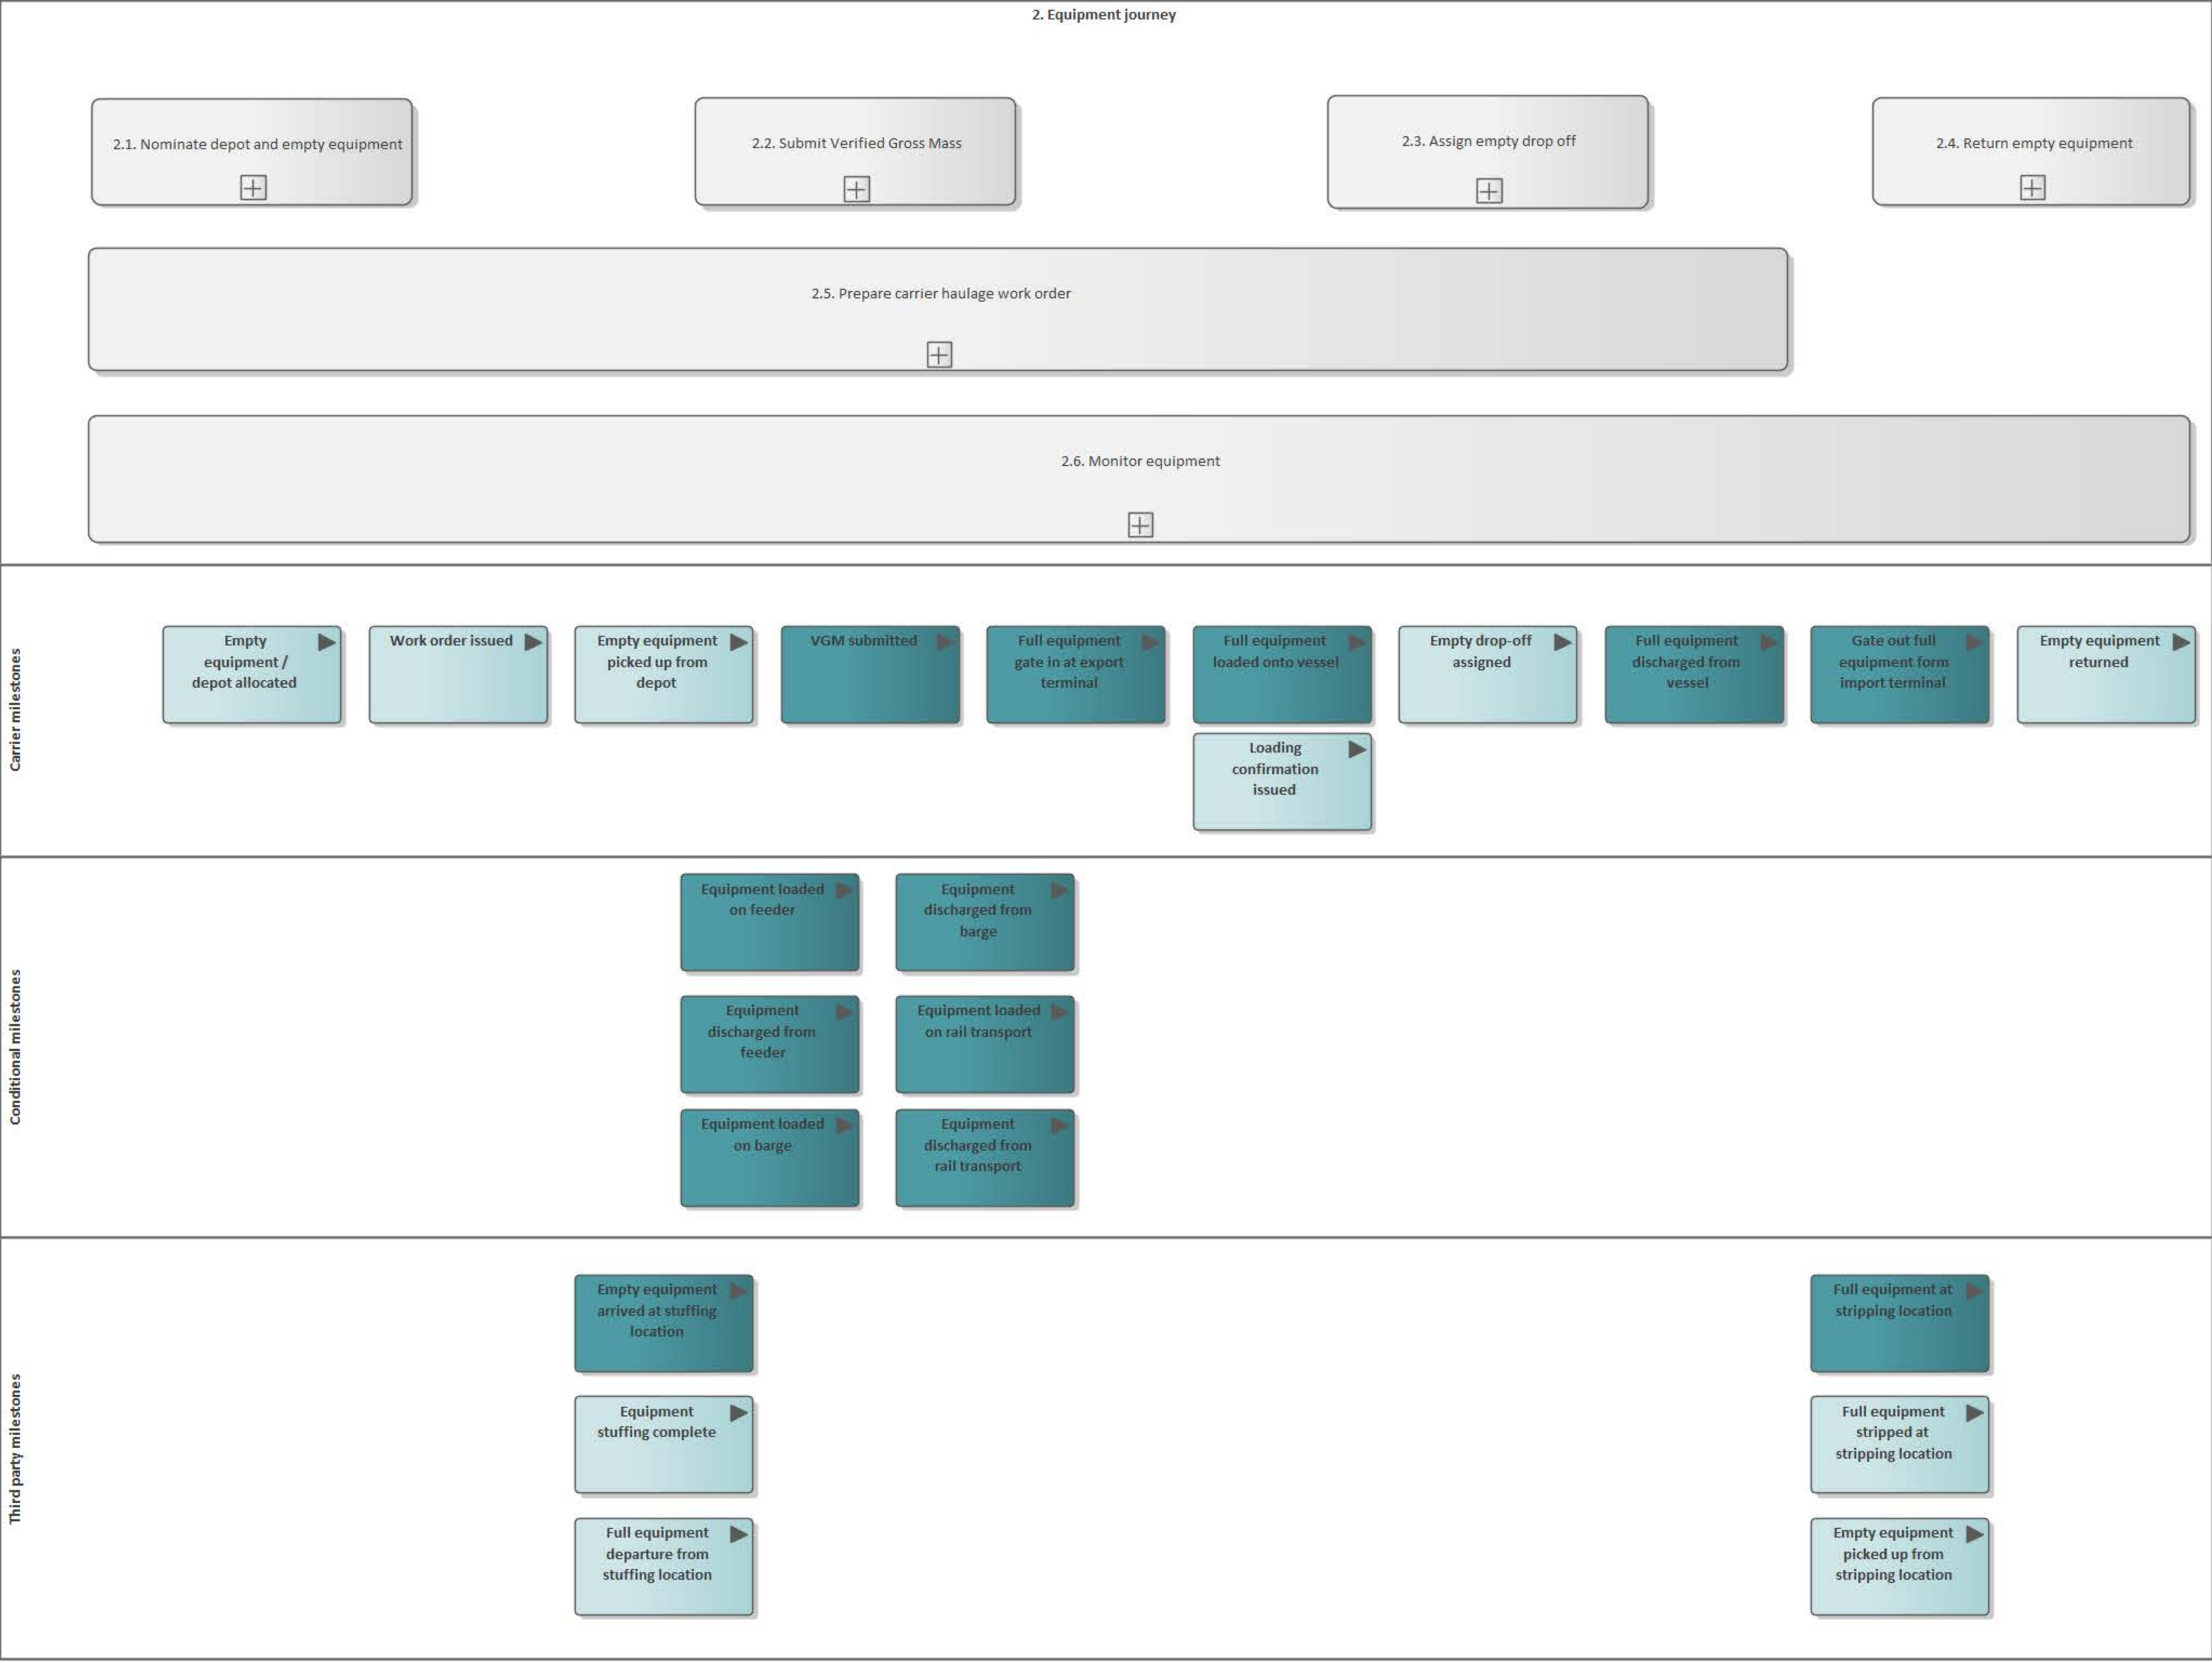 2. Equipment journey
2.1. Nominate depot and empty equipment
2.2. Submit Verified Gross Mass
2.3. Assign empty drop off
2.4. Return empty equipment
2.5. Prepare carrier haulage work order
2.6. Monitor equipment
Carrier milestones
Empty
equipment /
depot allocated
Work order issued
Empty equipment
picked up from
depot
VGM submitted
Full equipment
gate in at export
terminal
Full equipment
loaded onto vessel
Empty drop-off
assigned
Full equipment
discharged from
vessel
Gate out full
equipment form
import terminal
Empty equipment
returned
Loading
confirmation
issued
Conditional milestones
Equipment loaded
on feeder
Equipment
discharged from
barge
Equipment
discharged from
feeder
Equipment loaded
on rail transport
Equipment loaded
on barge
Equipment
discharged from
rail transport
Third party milestones
Empty equipment
arrived at stuffing
location
Full equipment at
stripping location
Equipment
stuffing complete
Full equipment
stripped at
stripping location
Full equipment
departure from
stuffing location
Empty equipment
picked up from
stripping location